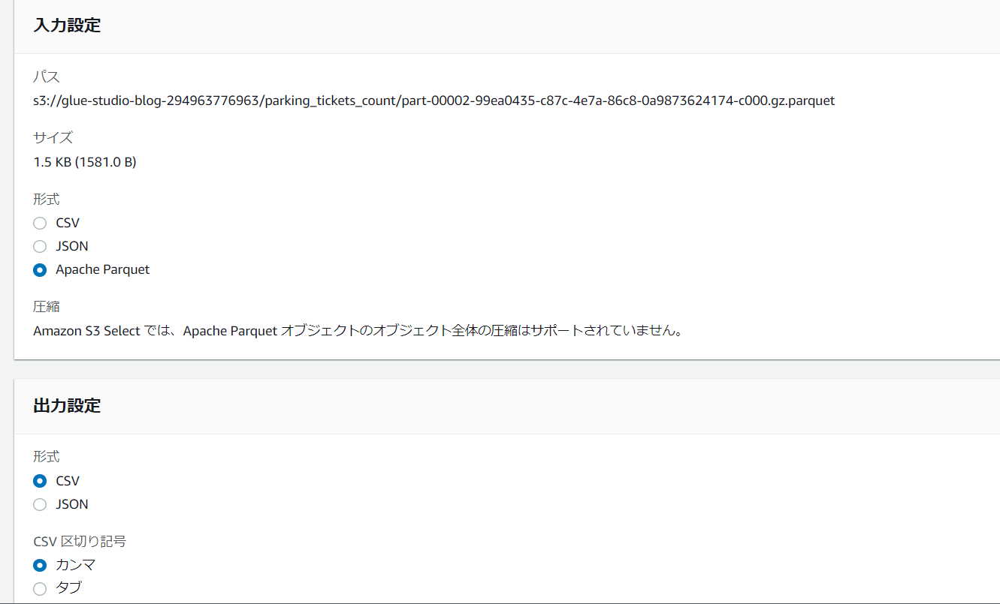 入力設定
パス
s3://glue-studio-blog-294963776963/parking_tickets_count/part-00002-99ea0435-c87c-4e7a-86c8-0a9873624174-c000.gz.parquet
サイズ
1.5 KB (1581.0 B)
形式
CSV
JSON
Apache Parquet
圧縮
Amazon S3 Select では、Apache Parquet オブジェクトのオブジェクト全体の圧縮はサポートされていません。
出力設定
形式
CSV
JSON
CSV 区切り記号
カンマ
タブ